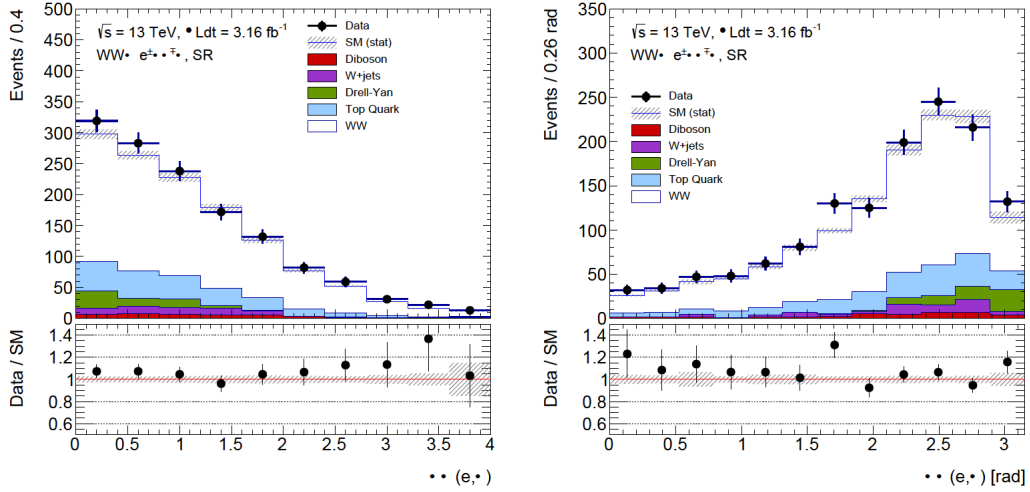 Events / 0.4
500
450
400
350
300
250
200
150
100
50
0
√s = 13 TeV, • Ldt = 3.16 fb⁻¹
WW• e±• • ∓• , SR
Data
SM (stat)
Diboson
W+jets
Drell-Yan
Top Quark
WW
Data / SM
1.4
1.2
1
0.8
0.6
0 0.5 1 1.5 2 2.5 3 3.5 4
• • (e,•)
Events / 0.26 rad
350
300
250
200
150
100
50
0
√s = 13 TeV, • Ldt = 3.16 fb⁻¹
WW• e±• • ∓• , SR
Data
SM (stat)
Diboson
W+jets
Drell-Yan
Top Quark
WW
Data / SM
1.4
1.2
1
0.8
0.6
0 0.5 1 1.5 2 2.5 3
• • (e,•) [rad]